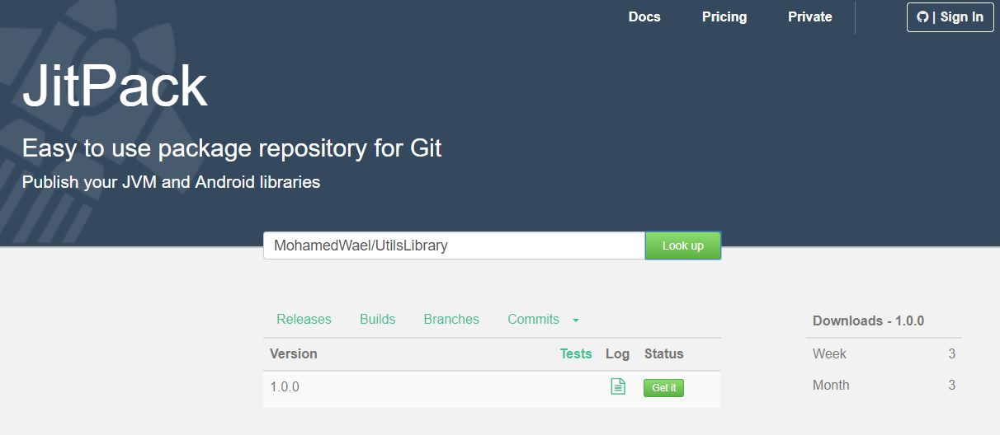 Docs Pricing Private | Sign In
JitPack
Easy to use package repository for Git
Publish your JVM and Android libraries
MohamedWael/UtilsLibrary Look up
Releases Builds Branches Commits
Version Tests Log Status
1.0.0 Get it
Downloads - 1.0.0
Week 3
Month 3